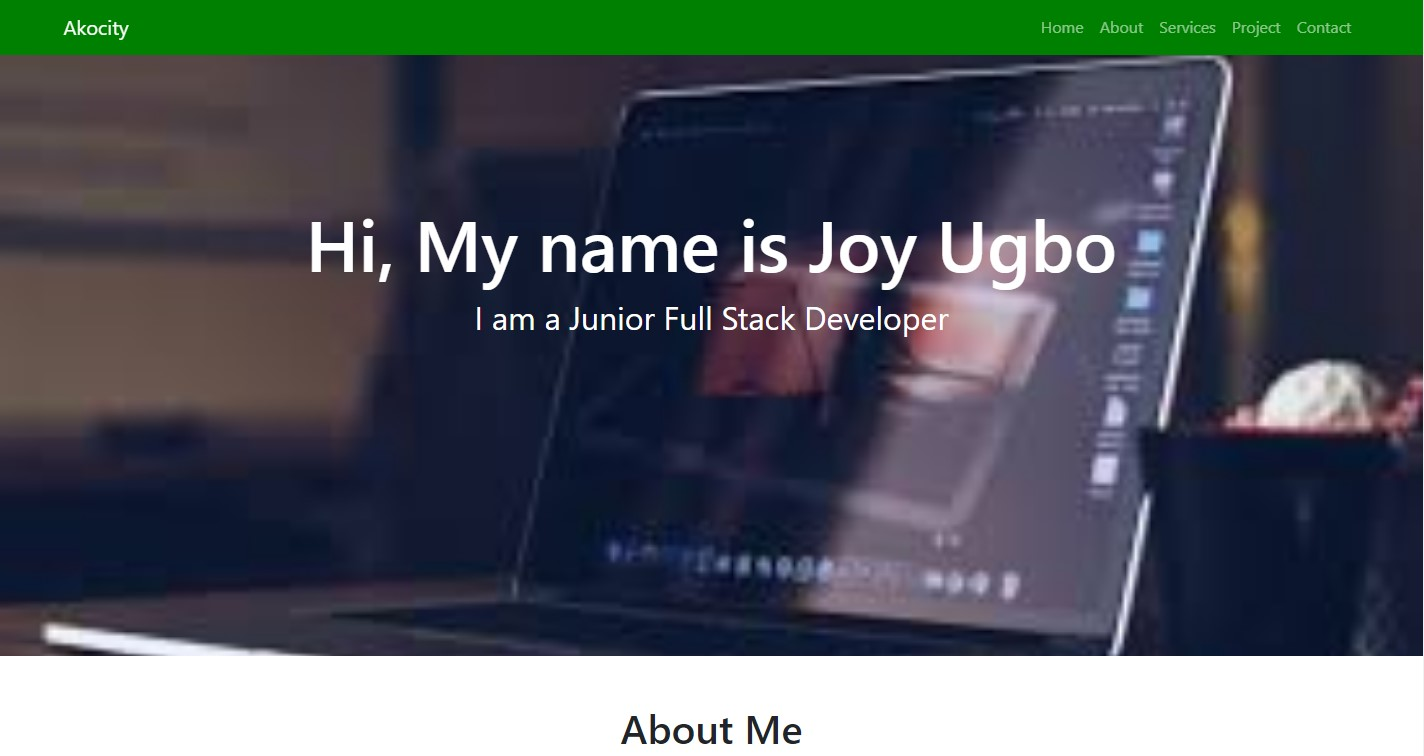 Akocity
Home About Services Project Contact
Hi, My name is Joy Ugbo
I am a Junior Full Stack Developer
About Me